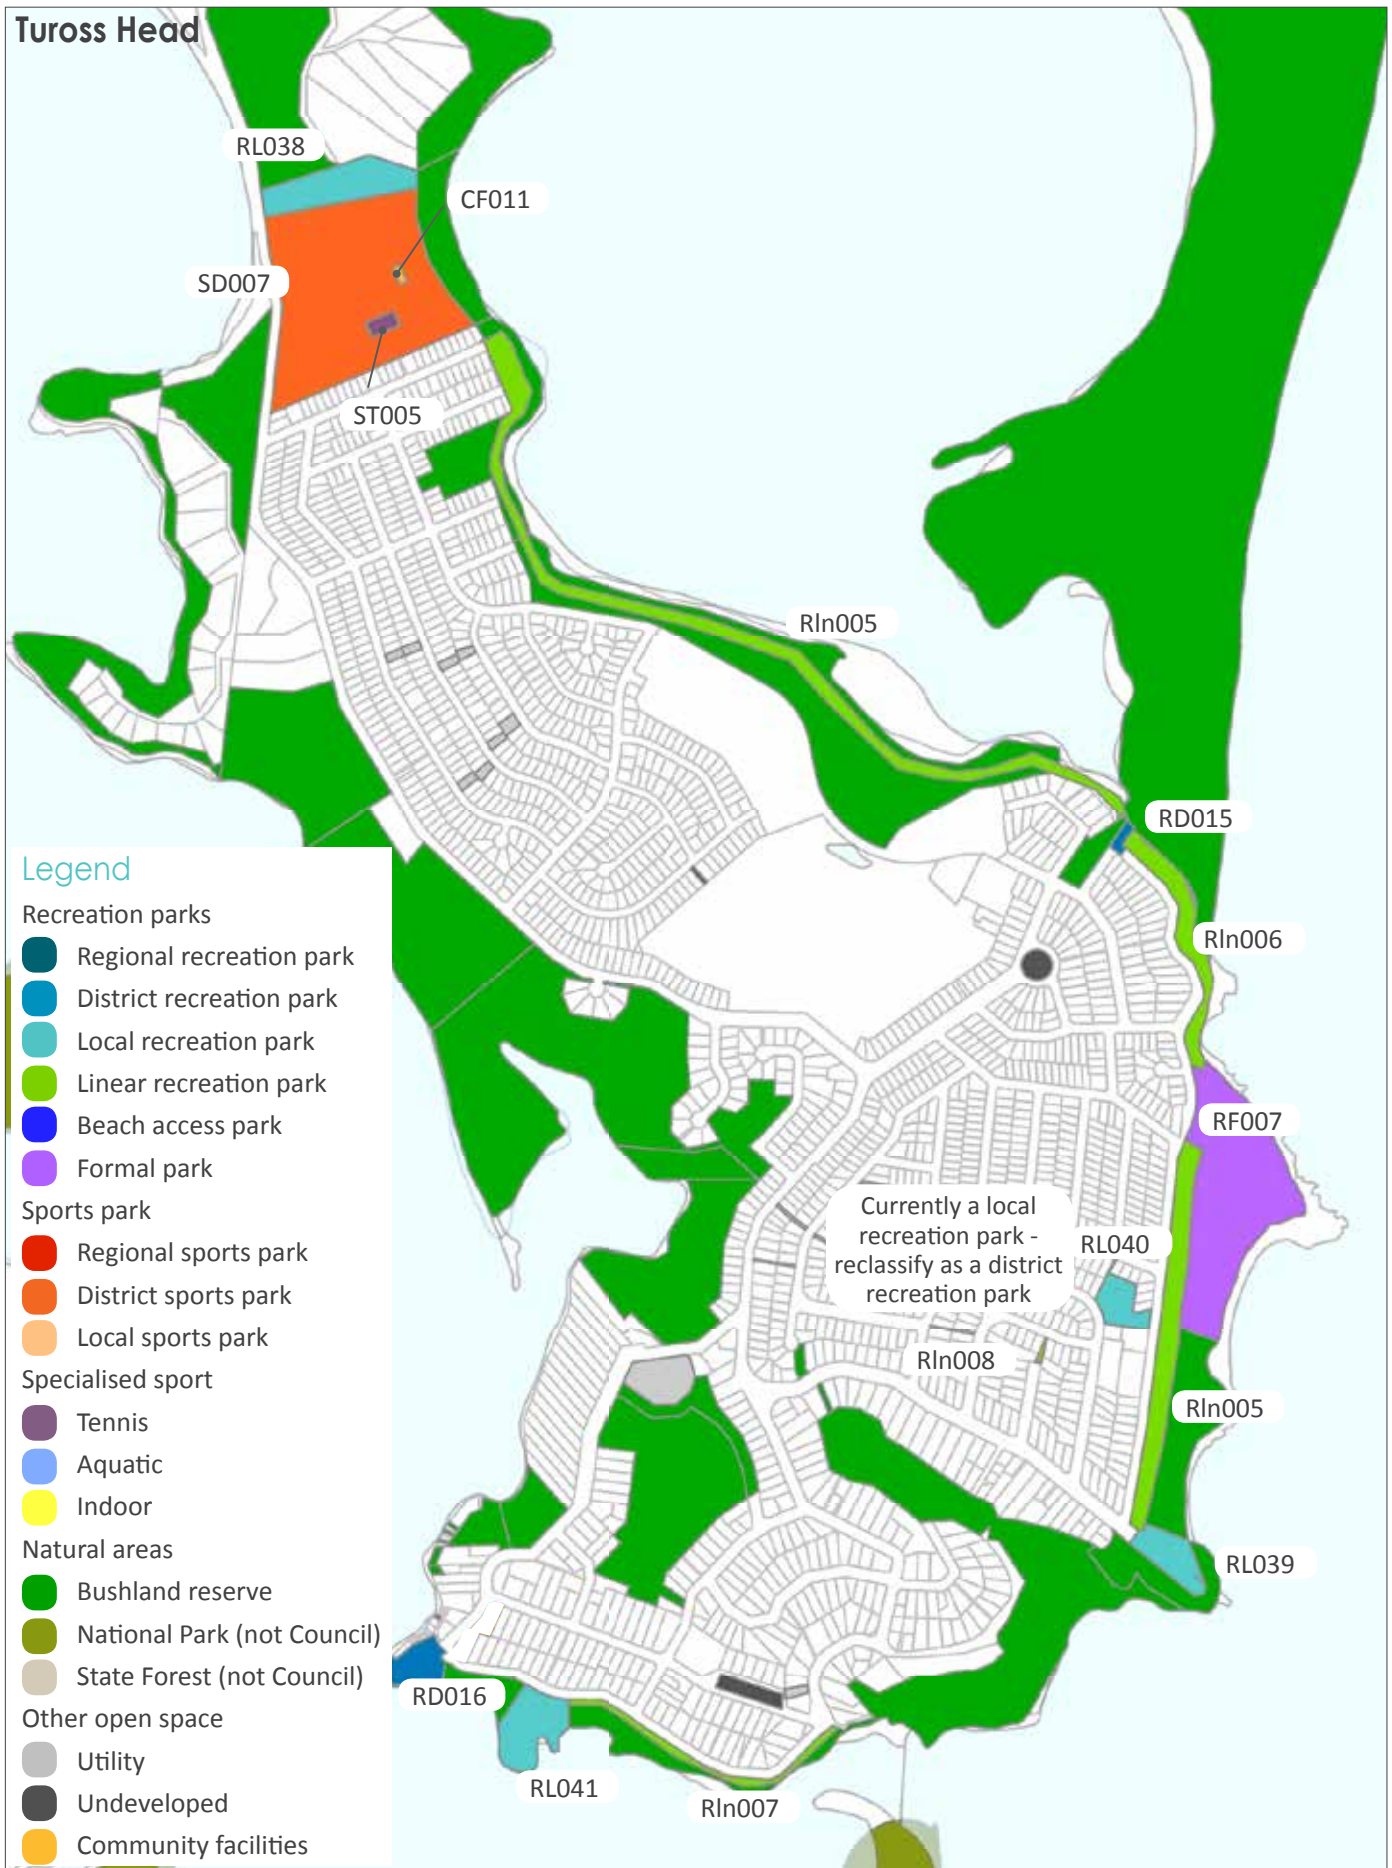 Tuross Head
RL038
CF011
SD007
ST005
Rln005
RD015
Rln006
RF007
Currently a local
recreation park -
reclassify as a district
recreation park
RL040
Rln008
Rln005
RL039
RD016
RL041
Rln007
Legend
Recreation parks
Regional recreation park
District recreation park
Local recreation park
Linear recreation park
Beach access park
Formal park
Sports park
Regional sports park
District sports park
Local sports park
Specialised sport
Tennis
Aquatic
Indoor
Natural areas
Bushland reserve
National Park (not Council)
State Forest (not Council)
Other open space
Utility
Undeveloped
Community facilities